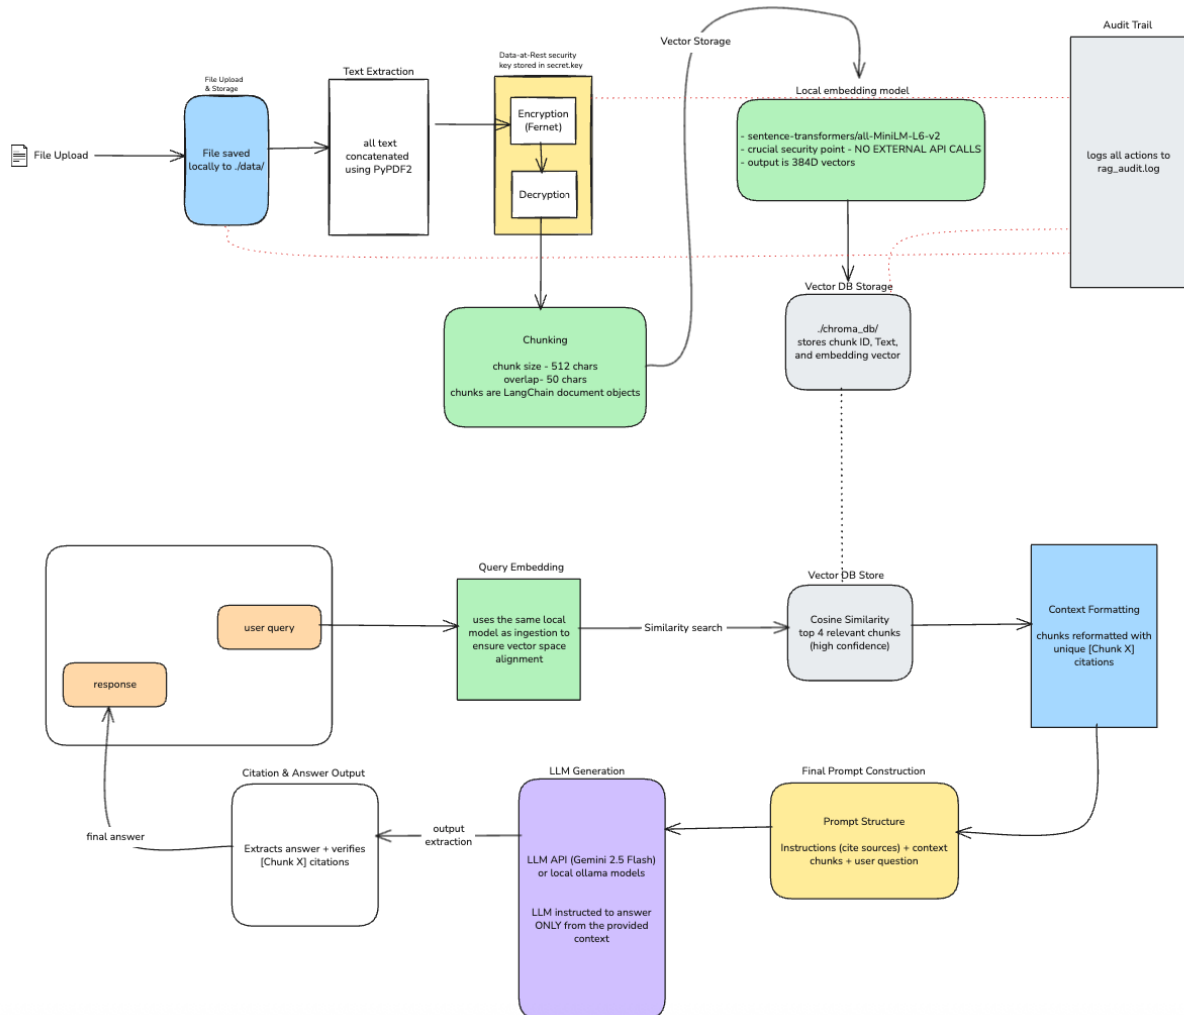 Audit Trail
Vector Storage
Data-at-Rest security
key stored in secret.key
Text Extraction
File Upload
& Storage
Local embedding model
Encryption
(Fernet)
- sentence-transformers/all-MiniLM-L6-v2
- crucial security point - NO EXTERNAL API CALLS
- output is 384D vectors
File Upload
File saved
locally to ./data/
all text
concatenated
using PyPDF2
logs all actions to
rag_audit.log
Decryption
Vector DB Storage
./chroma_db/
stores chunk ID, Text,
and embedding vector
Chunking
chunk size - 512 chars
overlap- 50 chars
chunks are LangChain document objects
Query Embedding
Vector DB Store
user query
uses the same local
model as ingestion to
ensure vector space
alignment
Similarity search
Cosine Similarity
top 4 relevant chunks
(high confidence)
Context Formatting
chunks reformatted with
unique [Chunk X]
citations
response
Citation & Answer Output
LLM Generation
Final Prompt Construction
final answer
Extracts answer + verifies
[Chunk X] citations
output
extraction
LLM API (Gemini 2.5 Flash)
or local ollama models
LLM instructed to answer
ONLY from the provided
context
Prompt Structure
Instructions (cite sources) + context
chunks + user question